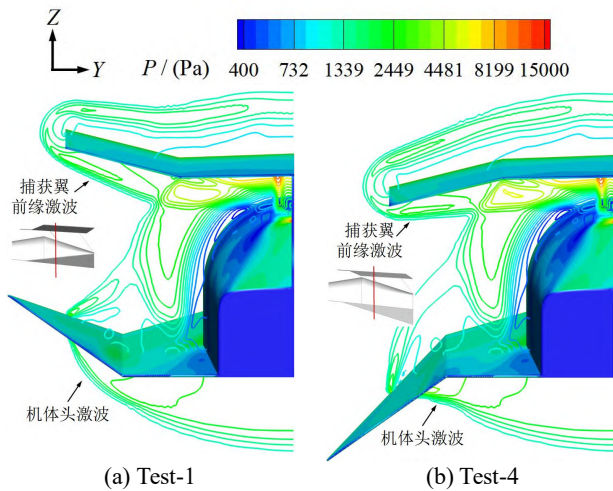 Z
Y
P / (Pa)
400 732 1339 2449 4481 8199 15000
捕获翼
前缘激波
机体头激波
(a) Test-1
捕获翼
前缘激波
机体头激波
(b) Test-4